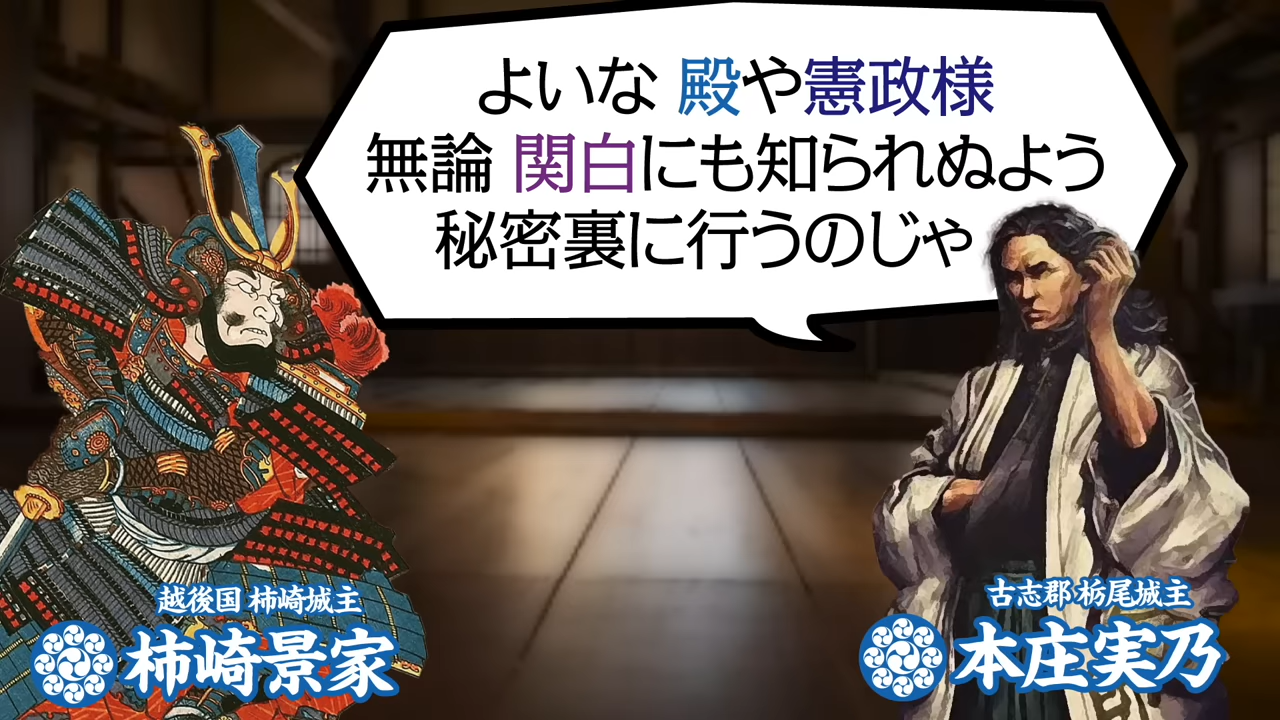 よいな 殿や憲政様
無論 関白にも知られぬよう
秘密裏に行うのじゃ
越後国 柿崎城主
柿崎景家
古志郡 栃尾城主
本庄実乃